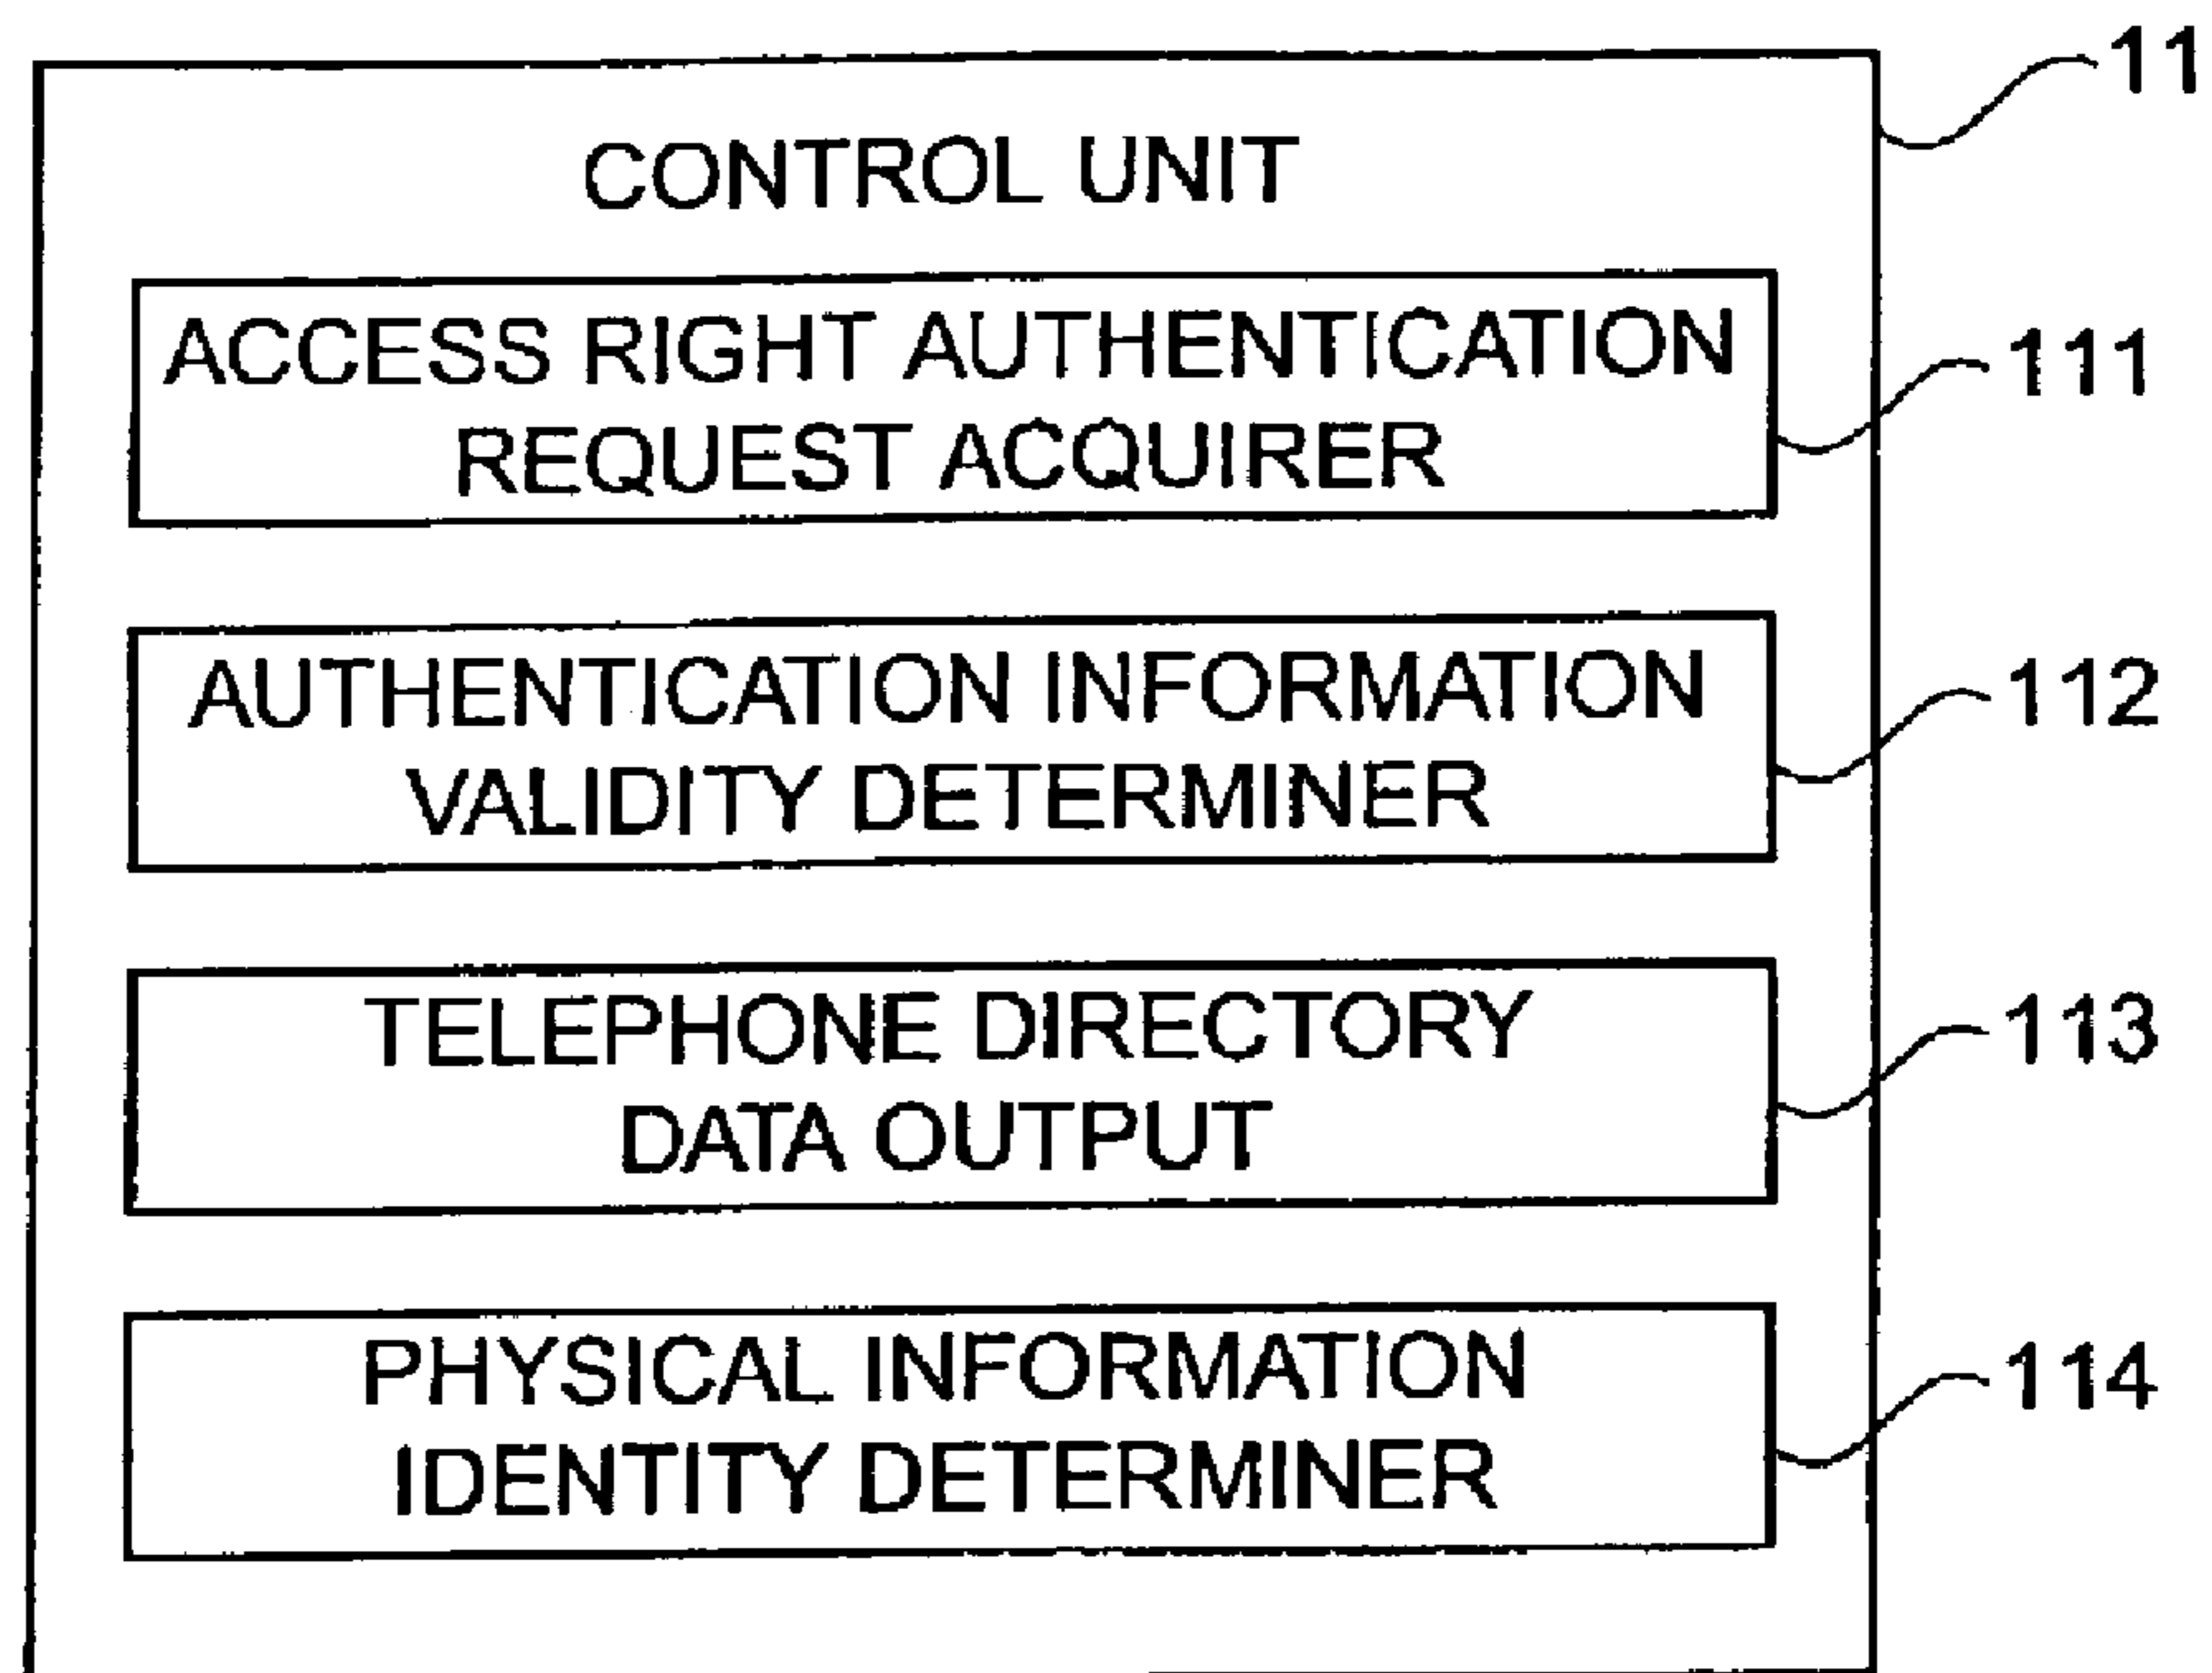 11
CONTROL UNIT
ACCESS RIGHT AUTHENTICATION
REQUEST ACQUIRER
111
AUTHENTICATION INFORMATION
VALIDITY DETERMINER
112
TELEPHONE DIRECTORY
DATA OUTPUT
113
PHYSICAL INFORMATION
IDENTITY DETERMINER
114